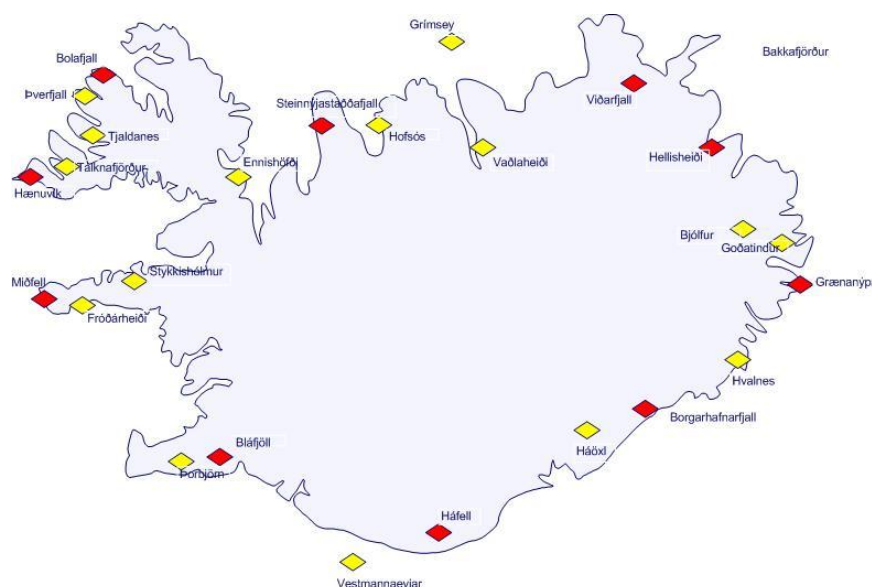 Grímsey
Bakkafjörður
Bolafjall
Þverfjall
Steinnýjastaððafjall
Viðarfjall
Tjaldanes
Hofsós
Ennishöfði
Vaðlaheiði
Hellisheiði
Tálknafjörður
Hænuvík
Bjólfur
Goðatindur
Stykkishólmur
Miðfell
Fróðárheiði
Grænanýpa
Hvalnes
Borgarhafnarfjall
Bláfjöll
Háöxl
Þorbjörn
Háfell
Vestmannaeyjar